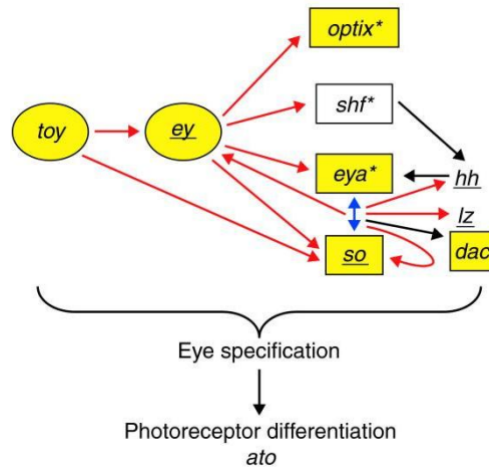 optix*
shf*
toy
ey
eya*
hh
lz
so
dac
Eye specification
Photoreceptor differentiation
ato